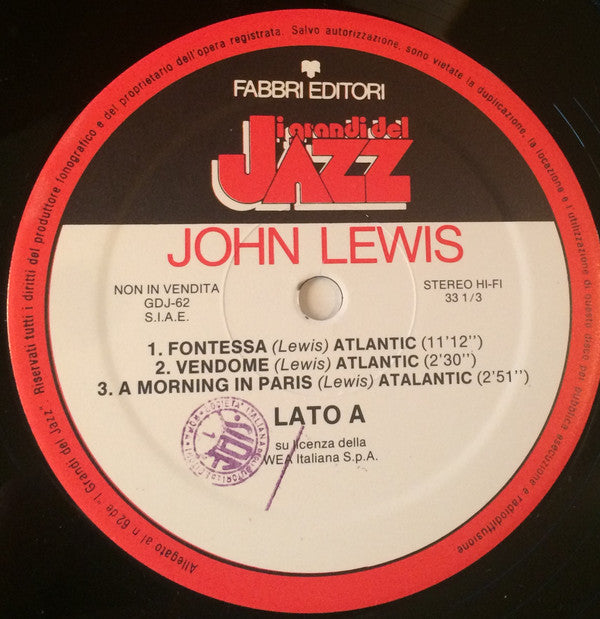 Riservati tutti i diritti del produttore fonografico e del proprietario dell'opera registrata. Salvo autorizzazione, sono vietate la duplicazione, la locazione e l'utilizzazione di questo disco per pubblica esecuzione e radiodiffusione
FABBRI EDITORI
i grandi del
JAZZ
JOHN LEWIS
NON IN VENDITA
GDJ-62
S.I.A.E.
STEREO HI-FI
33 1/3
1. FONTESSA (Lewis) ATLANTIC (11'12'')
2. VENDOME (Lewis) ATLANTIC (2'30'')
3. A MORNING IN PARIS (Lewis) ATALANTIC (2'51'')
LATO A
su licenza della
WEA Italiana S.p.A.
Allegato al n 62 de "I Grandi del Jazz"